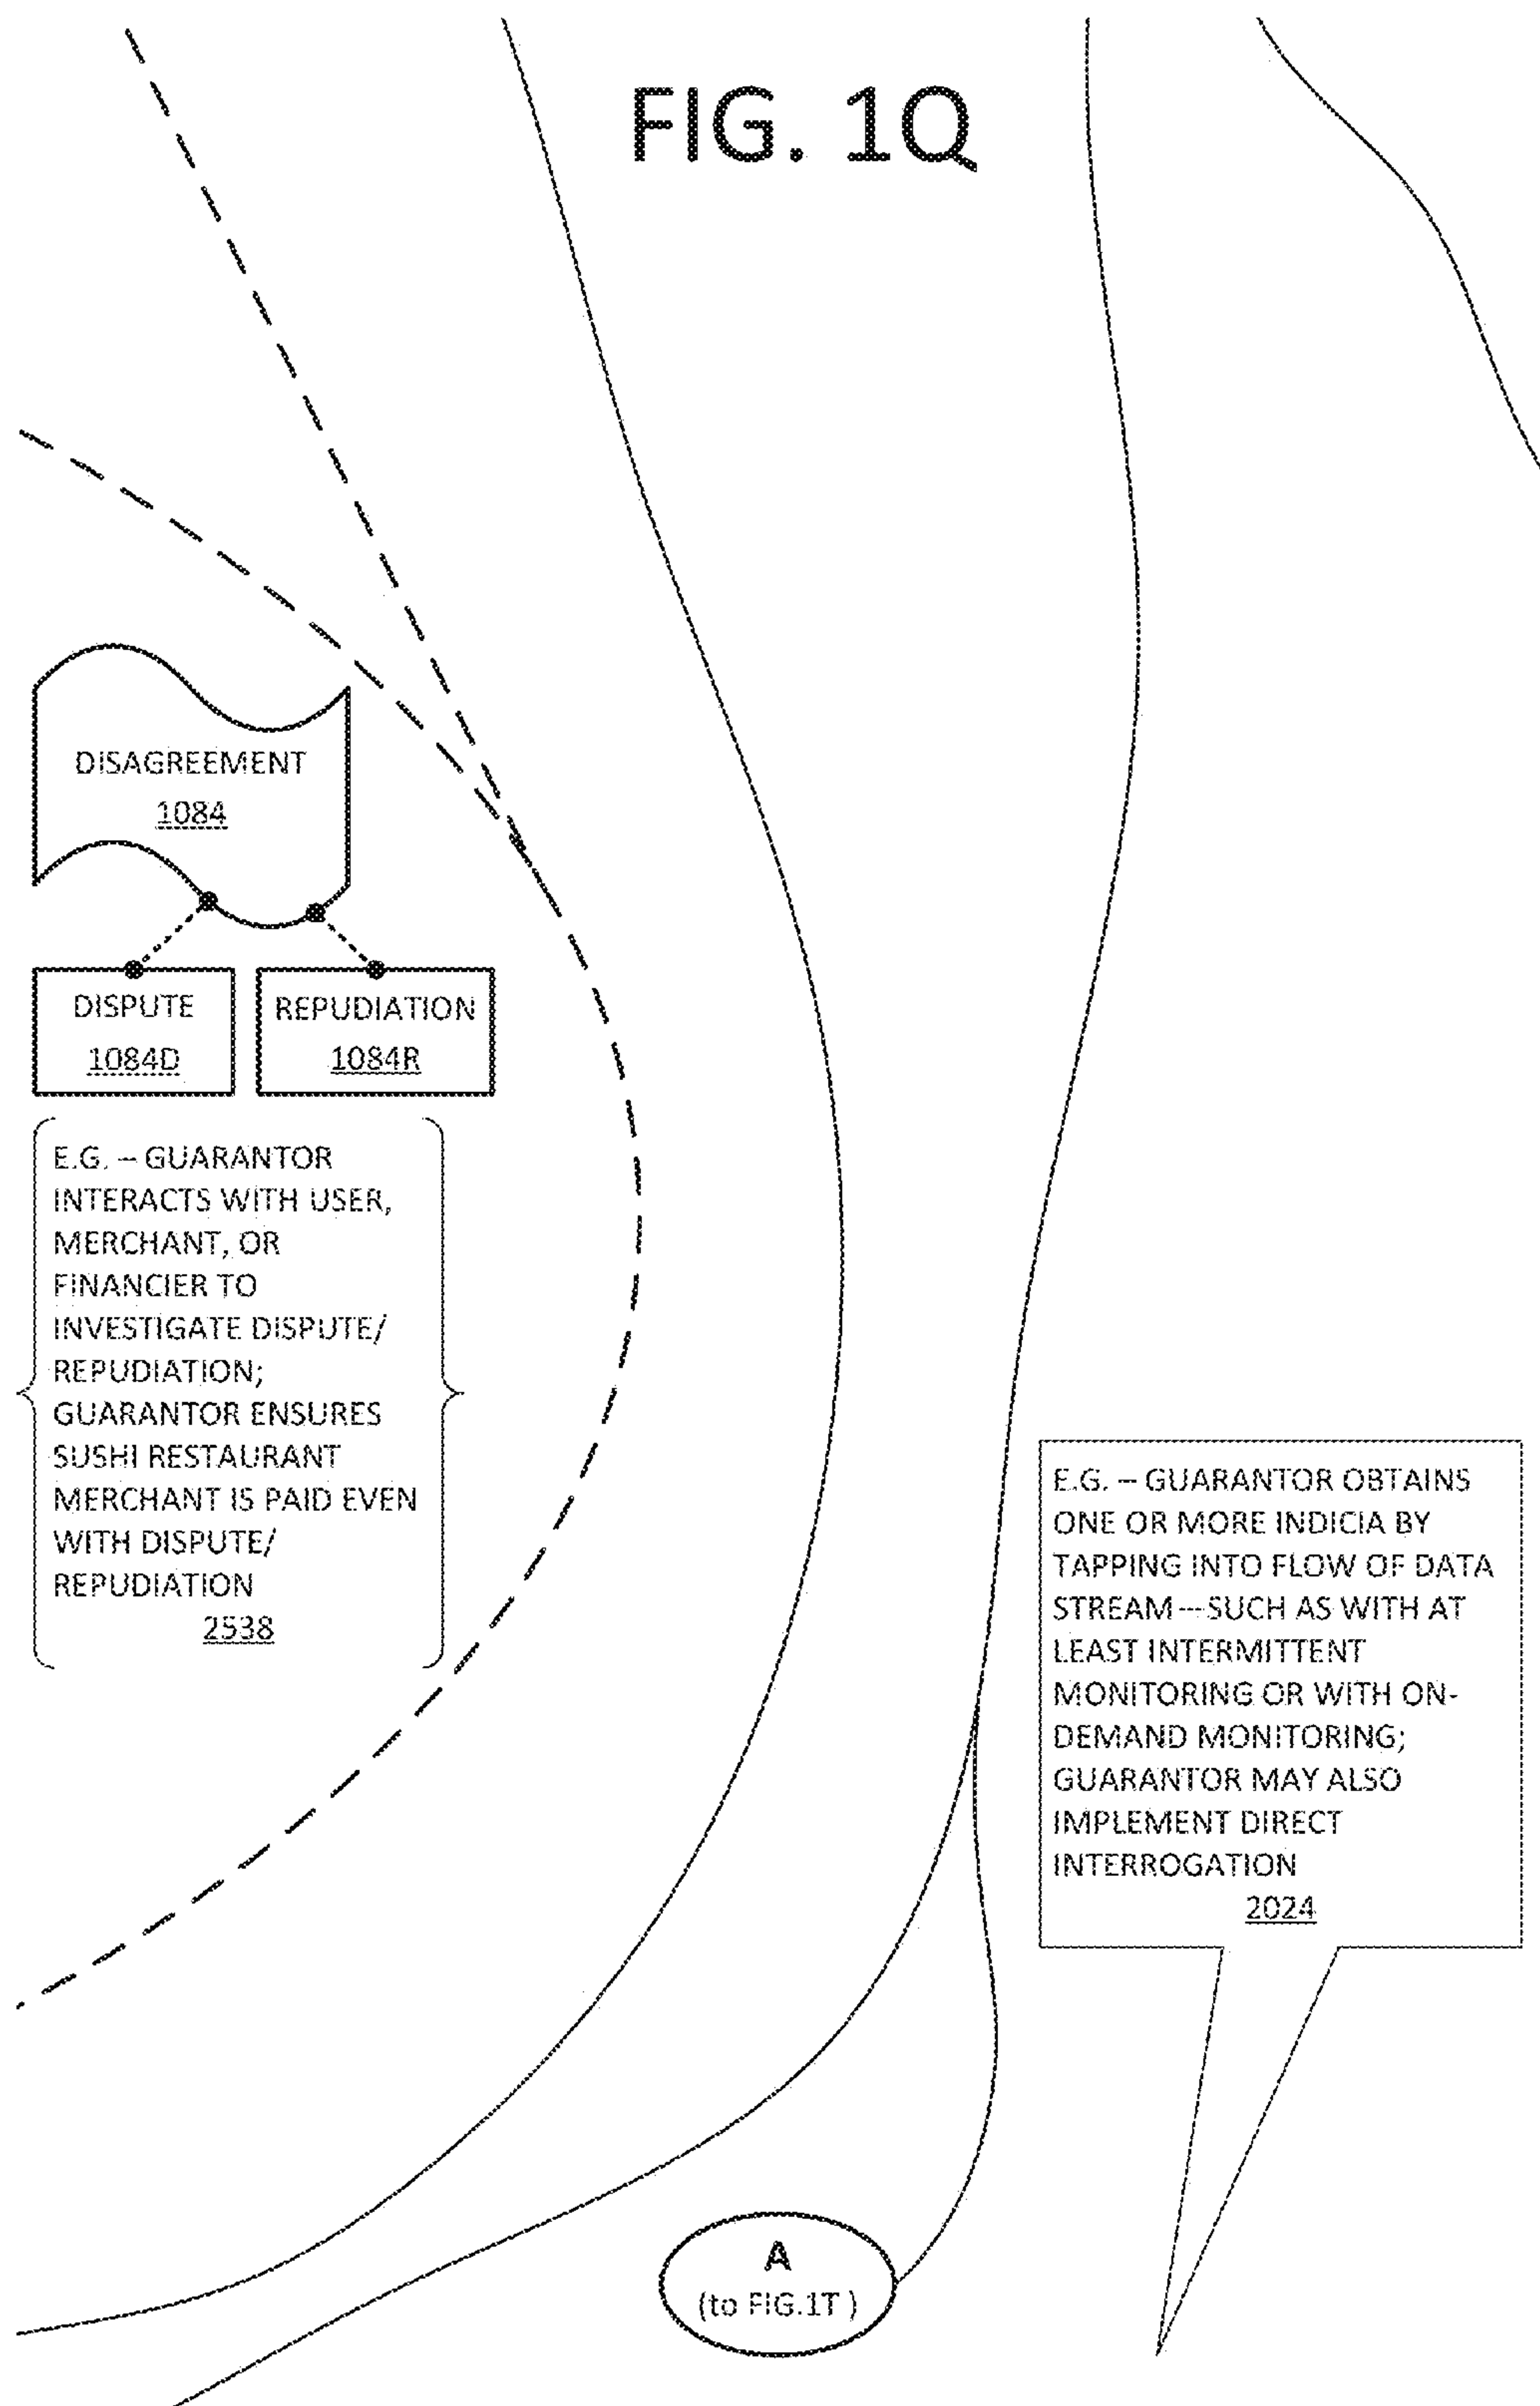 FIG. 1Q
DISAGREEMENT
1084
DISPUTE
1084D
REPUDIATION
1084R
E.G. – GUARANTOR
INTERACTS WITH USER,
MERCHANT, OR
FINANCIER TO
INVESTIGATE DISPUTE/
REPUDIATION;
GUARANTOR ENSURES
SUSHI RESTAURANT
MERCHANT IS PAID EVEN
WITH DISPUTE/
REPUDIATION
2538
E.G. – GUARANTOR OBTAINS
ONE OR MORE INDICIA BY
TAPPING INTO FLOW OF DATA
STREAM---SUCH AS WITH AT
LEAST INTERMITTENT
MONITORING OR WITH ON-
DEMAND MONITORING;
GUARANTOR MAY ALSO
IMPLEMENT DIRECT
INTERROGATION
2024
A
(to FIG.1T )